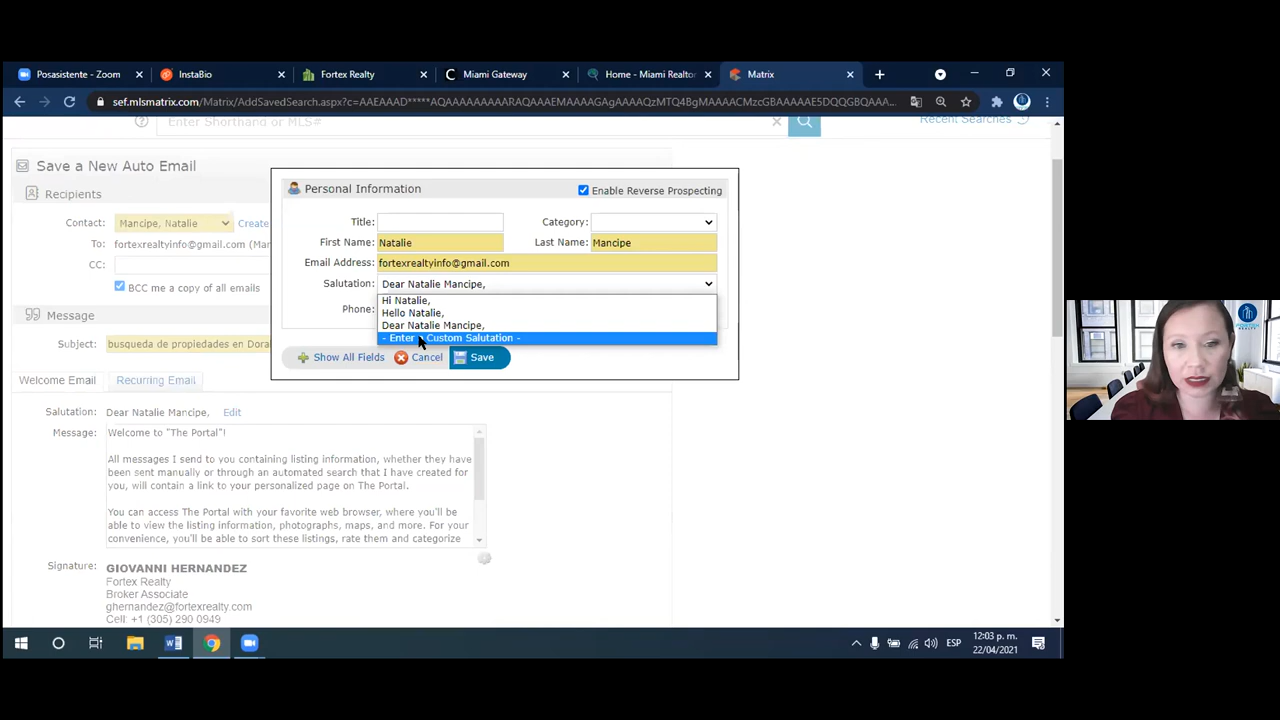 Posasistente - Zoom
InstaBio
Fortex Realty
Miami Gateway
Home - Miami Realtor
Matrix
sef.mlsmatrix.com/Matrix/AddSavedSearch.aspx?c=AAEAAAD*****AQAAAAAAAAARAQAAAEMAAAAGAgAAAAQzMTQ4BgMAAAACMzcGBAAAAAE5DQQGBQAAA...
Enter Shorthand or MLS#
Recent Searches
Save a New Auto Email
Recipients
Contact: Mancipe, Natalie Create
To: fortexrealtyinfo@gmail.com (Man
CC:
BCC me a copy of all emails
Message
Subject: busqueda de propiedades en Dora
Welcome Email Recurring Email
Salutation: Dear Natalie Mancipe, Edit
Message: Welcome to "The Portal"!
All messages I send to you containing listing information, whether they have
been sent manually or through an automated search that I have created for
you, will contain a link to your personalized page on The Portal.
You can access The Portal with your favorite web browser, where you'll be
able to view the listing information, photographs, maps, and more. For your
convenience, you'll be able to sort these listings, rate them and categorize
Signature: GIOVANNI HERNANDEZ
Fortex Realty
Broker Associate
ghernandez@fortexrealty.com
Cell: +1 (305) 290 0949
Personal Information
Enable Reverse Prospecting
Title: Category:
First Name: Natalie Last Name: Mancipe
Email Address: fortexrealtyinfo@gmail.com
Salutation: Dear Natalie Mancipe,
Hi Natalie,
Hello Natalie,
Phone: Dear Natalie Mancipe,
- Enter Custom Salutation -
Show All Fields Cancel Save
ESP
12:03 p. m.
22/04/2021